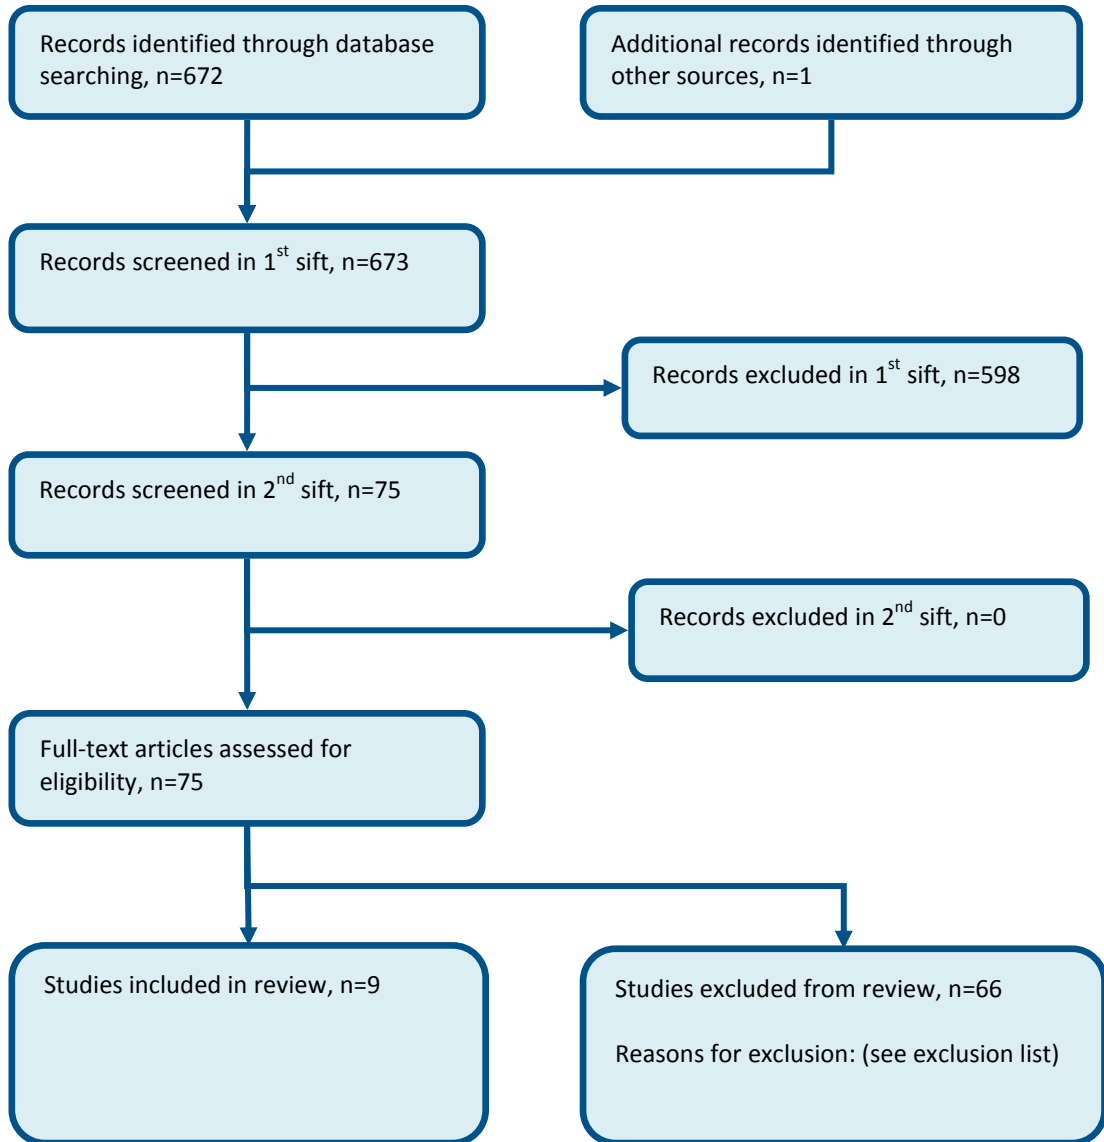 Records identified through database
searching, n=672
Additional records identified through
other sources, n=1
Records screened in 1st sift, n=673
Records excluded in 1st sift, n=598
Records screened in 2nd sift, n=75
Records excluded in 2nd sift, n=0
Full-text articles assessed for
eligibility, n=75
Studies included in review, n=9
Studies excluded from review, n=66
Reasons for exclusion: (see exclusion list)